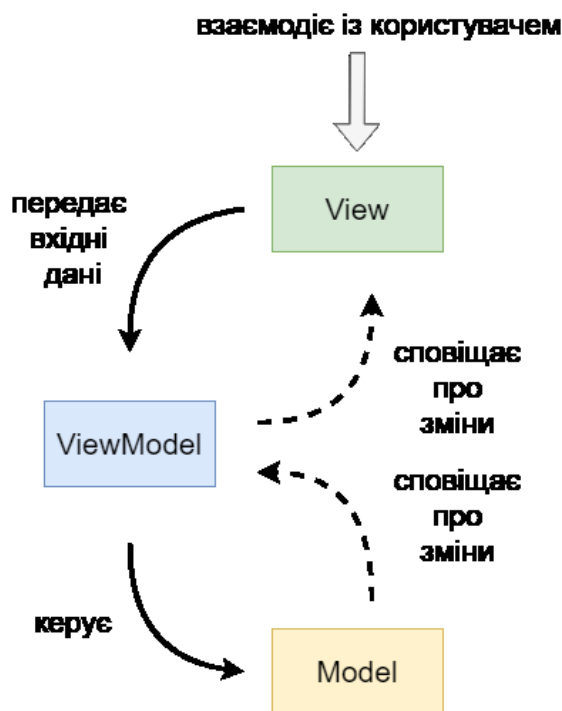 взаємодіє із користувачем
View
передає
вхідні
дані
сповіщає
про
зміни
ViewModel
сповіщає
про
зміни
керує
Model